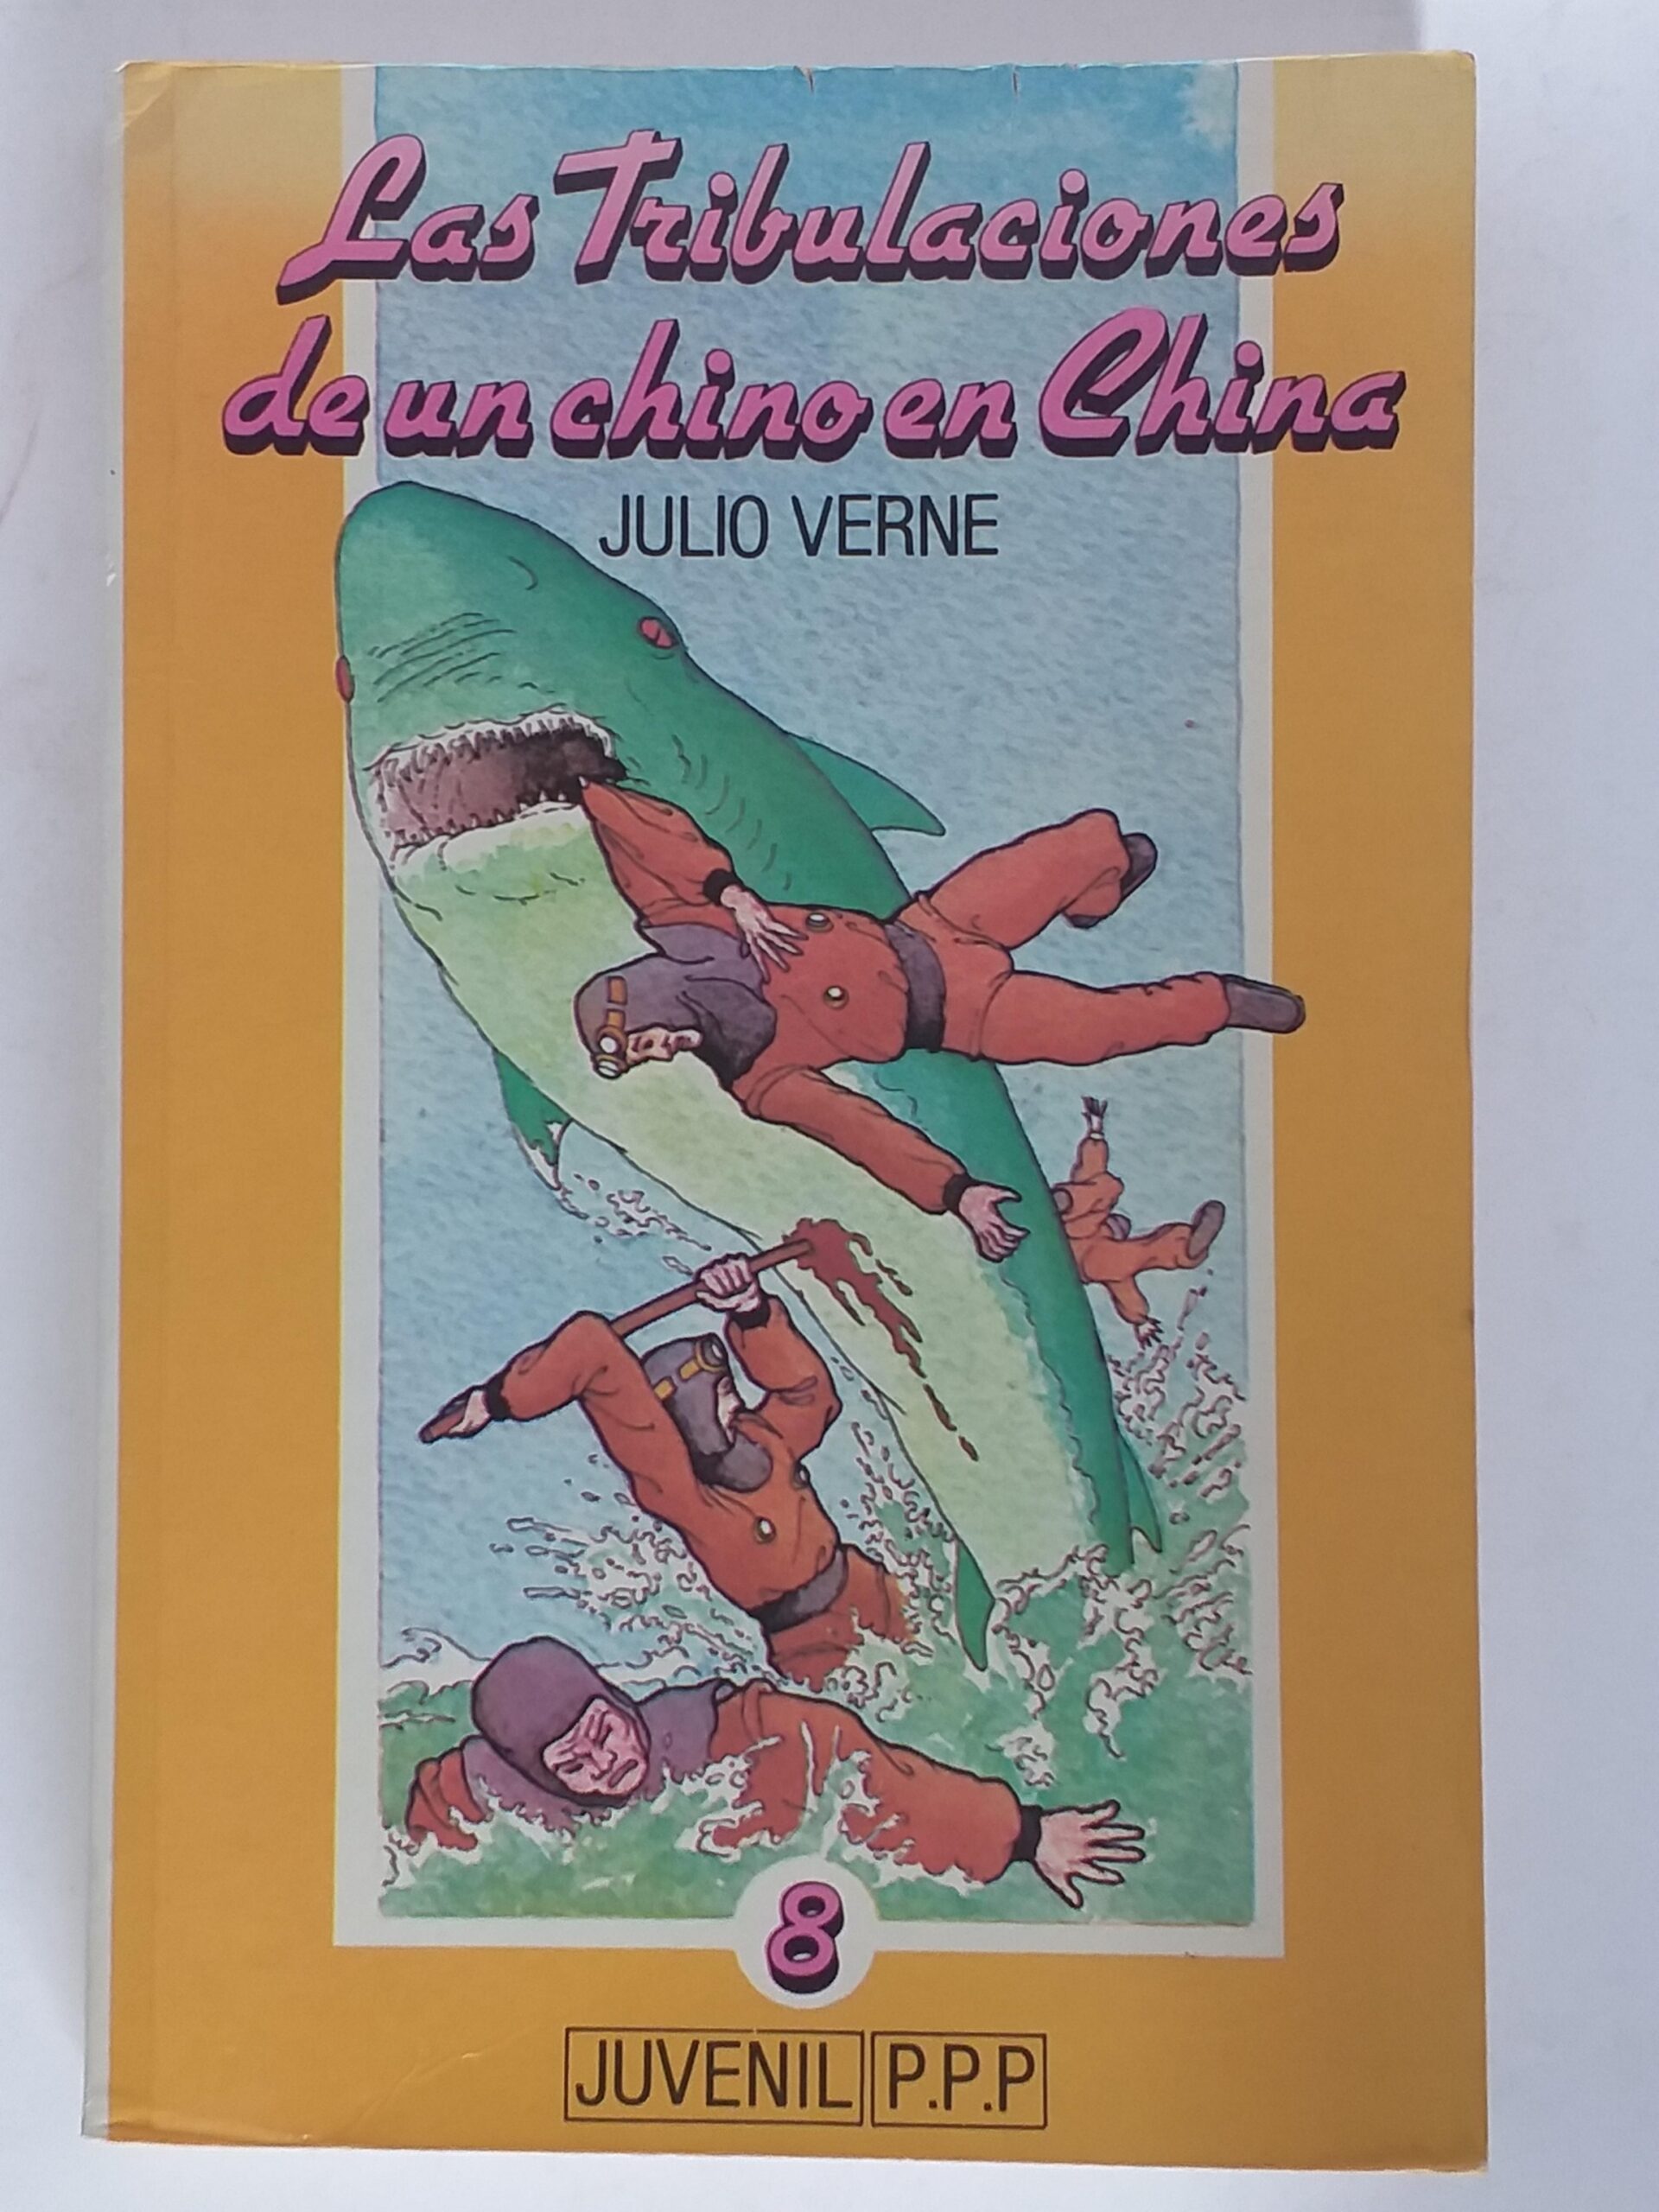 Las Tribulaciones
de un chino en China
JULIO VERNE
8
JUVENIL P.P.P